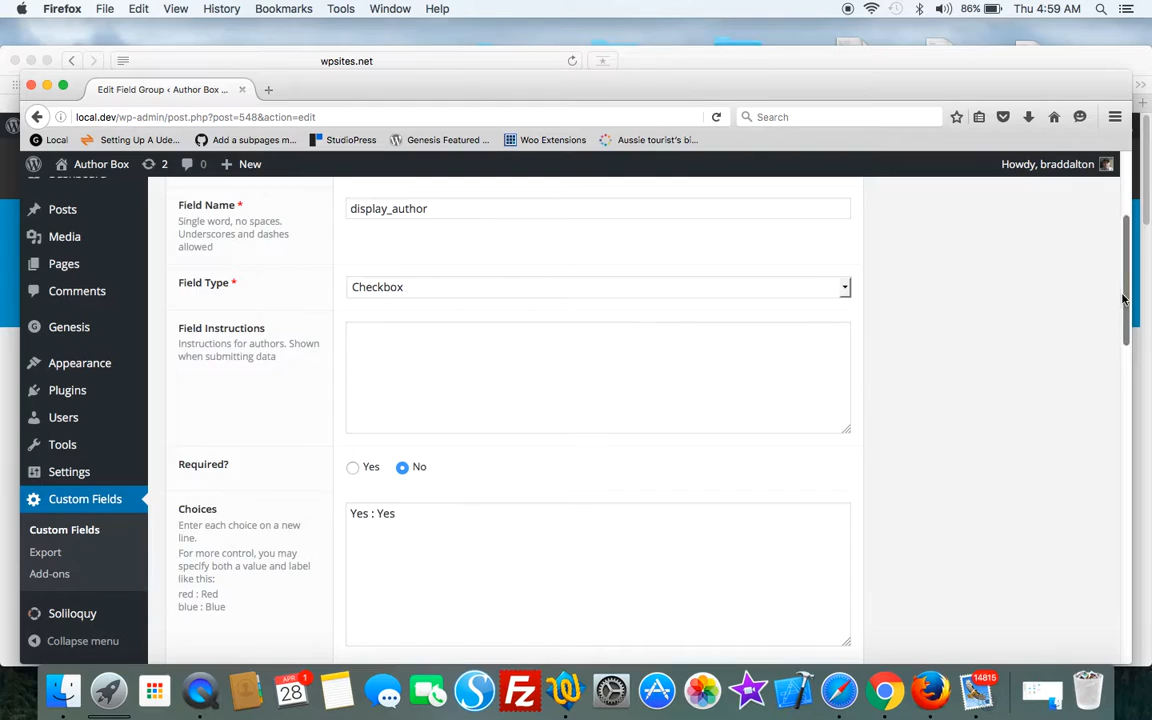 Firefox File Edit View History Bookmarks Tools Window Help 86% Thu 4:59 AM
wpsites.net
Edit Field Group ‹ Author Box ...
local.dev/wp-admin/post.php?post=548&action=edit
Search
Local Setting Up A Ude... Add a subpages m... StudioPress Genesis Featured ... Woo Extensions Aussie tourist's bi...
Author Box 2 0 New Howdy, braddalton
Posts
Media
Pages
Comments
Genesis
Appearance
Plugins
Users
Tools
Settings
Custom Fields
Custom Fields
Export
Add-ons
Soliloquy
Collapse menu
Field Name *
Single word, no spaces.
Underscores and dashes
allowed
display_author
Field Type *
Checkbox
Field Instructions
Instructions for authors. Shown
when submitting data
Required?
Yes No
Choices
Enter each choice on a new
line.
For more control, you may
specify both a value and label
like this:
red : Red
blue : Blue
Yes : Yes
APR
28
1
14815